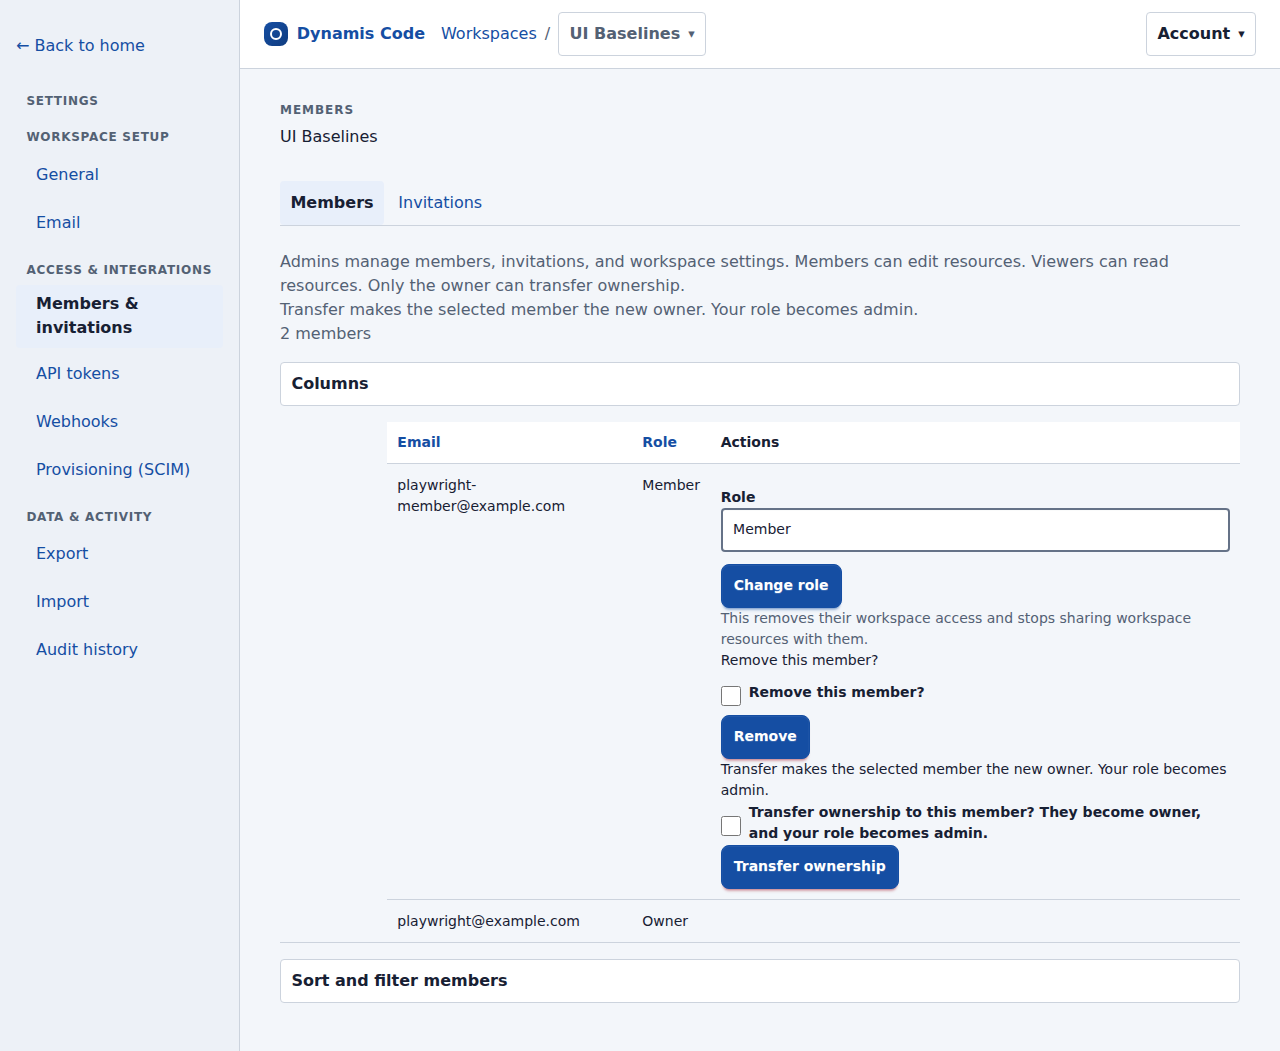 ← Back to home
SETTINGS
WORKSPACE SETUP
General
Email
ACCESS & INTEGRATIONS
Members &
invitations
API tokens
Webhooks
Provisioning (SCIM)
DATA & ACTIVITY
Export
Import
Audit history
Dynamis Code Workspaces / UI Baselines ▾
Account ▾
MEMBERS
UI Baselines
Members Invitations
Admins manage members, invitations, and workspace settings. Members can edit resources. Viewers can read
resources. Only the owner can transfer ownership.
Transfer makes the selected member the new owner. Your role becomes admin.
2 members
Columns
Email Role Actions
playwright-
member@example.com
Member
Role
Member
Change role
This removes their workspace access and stops sharing workspace
resources with them.
Remove this member?
Remove this member?
Remove
Transfer makes the selected member the new owner. Your role becomes
admin.
Transfer ownership to this member? They become owner,
and your role becomes admin.
Transfer ownership
playwright@example.com Owner
Sort and filter members